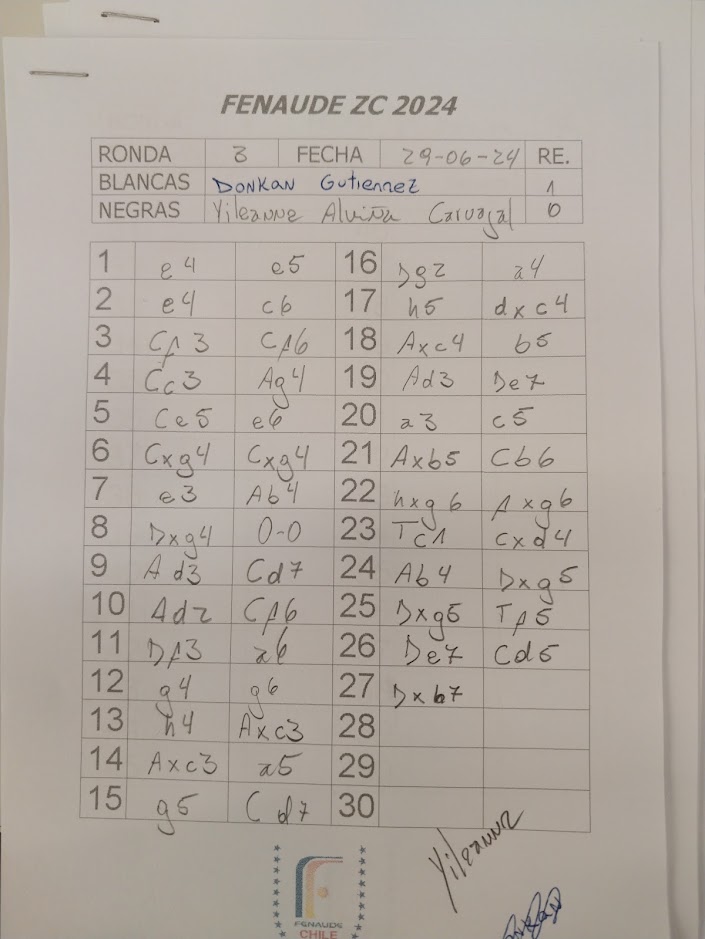 FENAUDE ZC 2024
RONDA 3 FECHA 29-06-24 RE.
BLANCAS Donkan Gutierrez 1
NEGRAS Yileanne Alviña Carvajal 0
1 e4 e5 16 Dg2 a4
2 e4 c6 17 h5 dxc4
3 Cf3 Cf6 18 Axc4 b5
4 Cc3 Ag4 19 Ad3 De7
5 Ce5 e6 20 a3 c5
6 Cxg4 Cxg4 21 Axb5 Cb6
7 e3 Ab4 22 hxg6 Axg6
8 Dxg4 0-0 23 Tc1 cxd4
9 Ad3 Cd7 24 Ab4 Dxg5
10 Ad2 Cf6 25 Dxg5 Tf5
11 Df3 a6 26 De7 Cd5
12 g4 g6 27 Dxb7
13 h4 Axc3 28
14 Axc3 a5 29
15 g5 Cd7 30
Yileanne
FENAUDE
CHILE